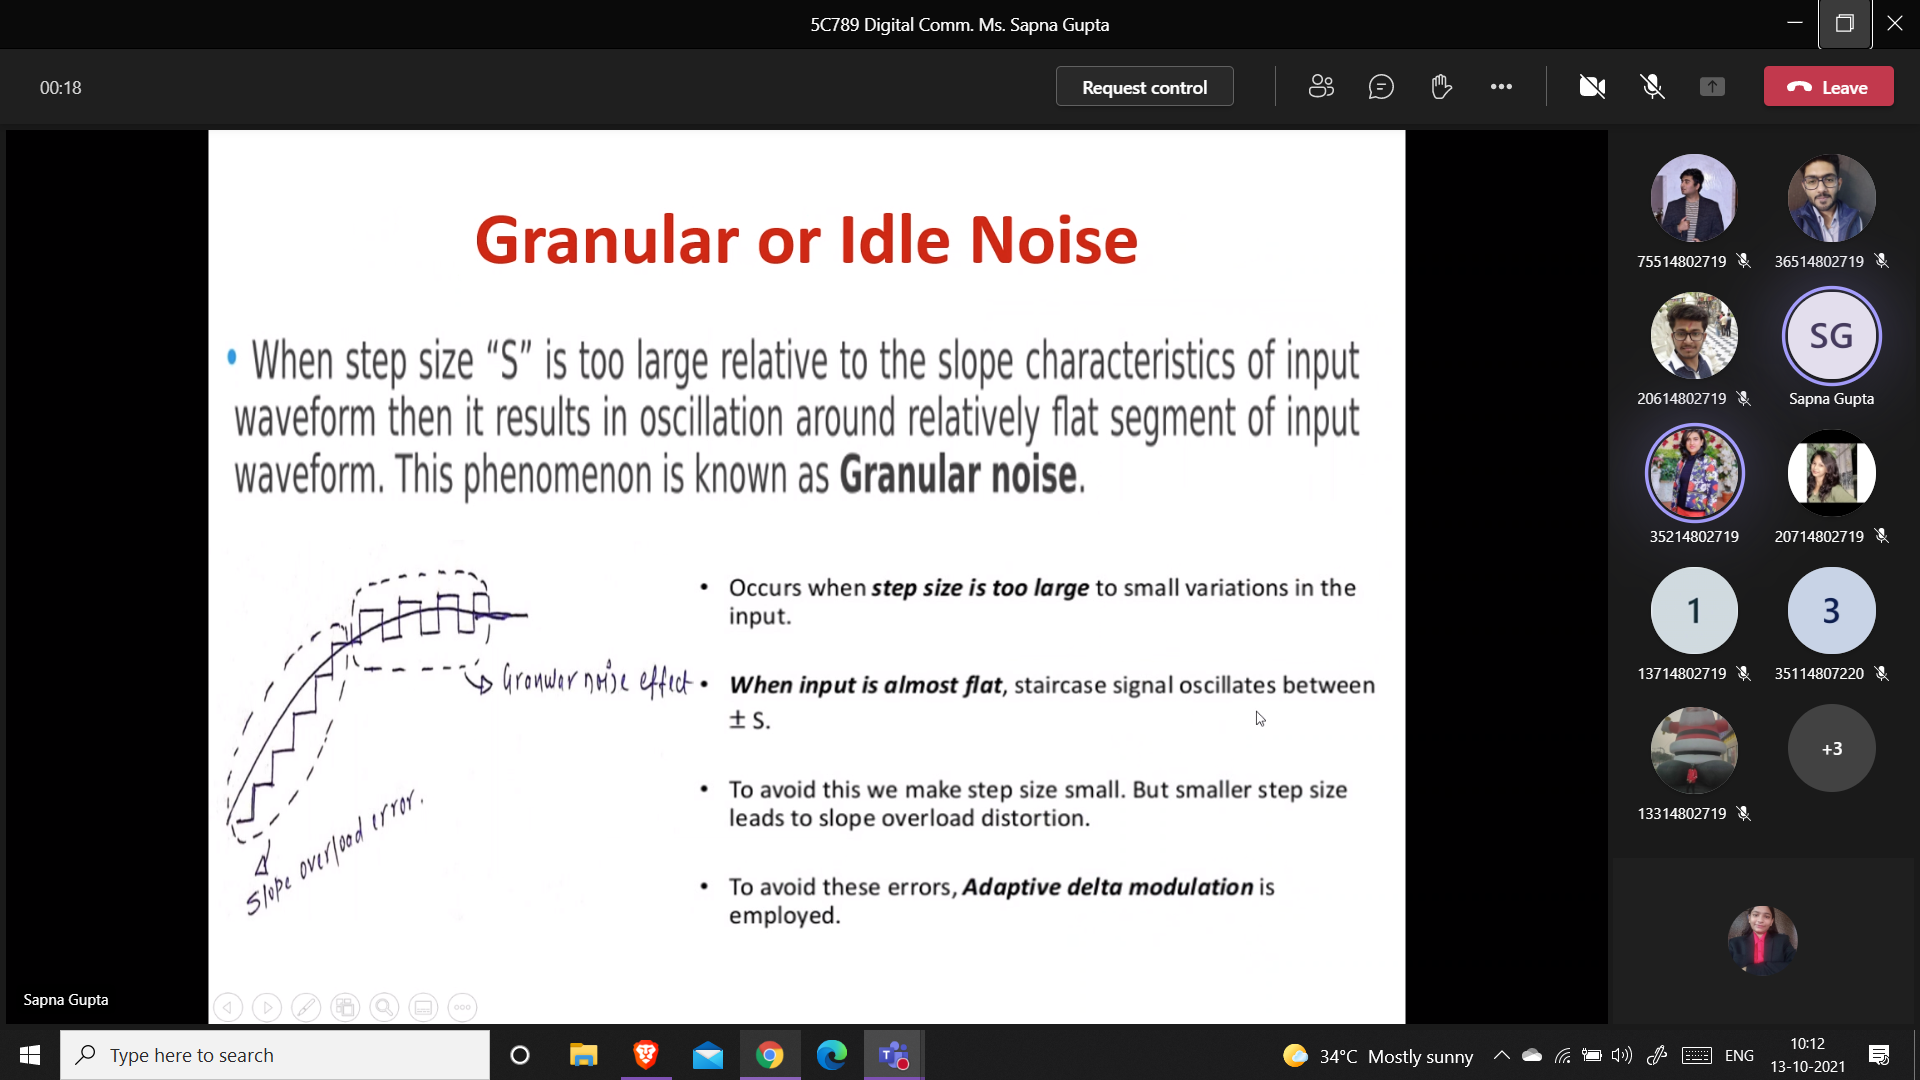 5C789 Digital Comm. Ms. Sapna Gupta
00:18
Request control
Leave
Granular or Idle Noise
• When step size “S” is too large relative to the slope characteristics of input
waveform then it results in oscillation around relatively flat segment of input
waveform. This phenomenon is known as Granular noise.
• Occurs when step size is too large to small variations in the
input.
• When input is almost flat, staircase signal oscillates between
± S.
• To avoid this we make step size small. But smaller step size
leads to slope overload distortion.
• To avoid these errors, Adaptive delta modulation is
employed.
Granular noise effect
Slope overload error.
75514802719
36514802719
20614802719
SG
Sapna Gupta
35214802719
20714802719
1
13714802719
3
35114807220
13314802719
+3
Sapna Gupta
Type here to search
34°C Mostly sunny
ENG
10:12
13-10-2021